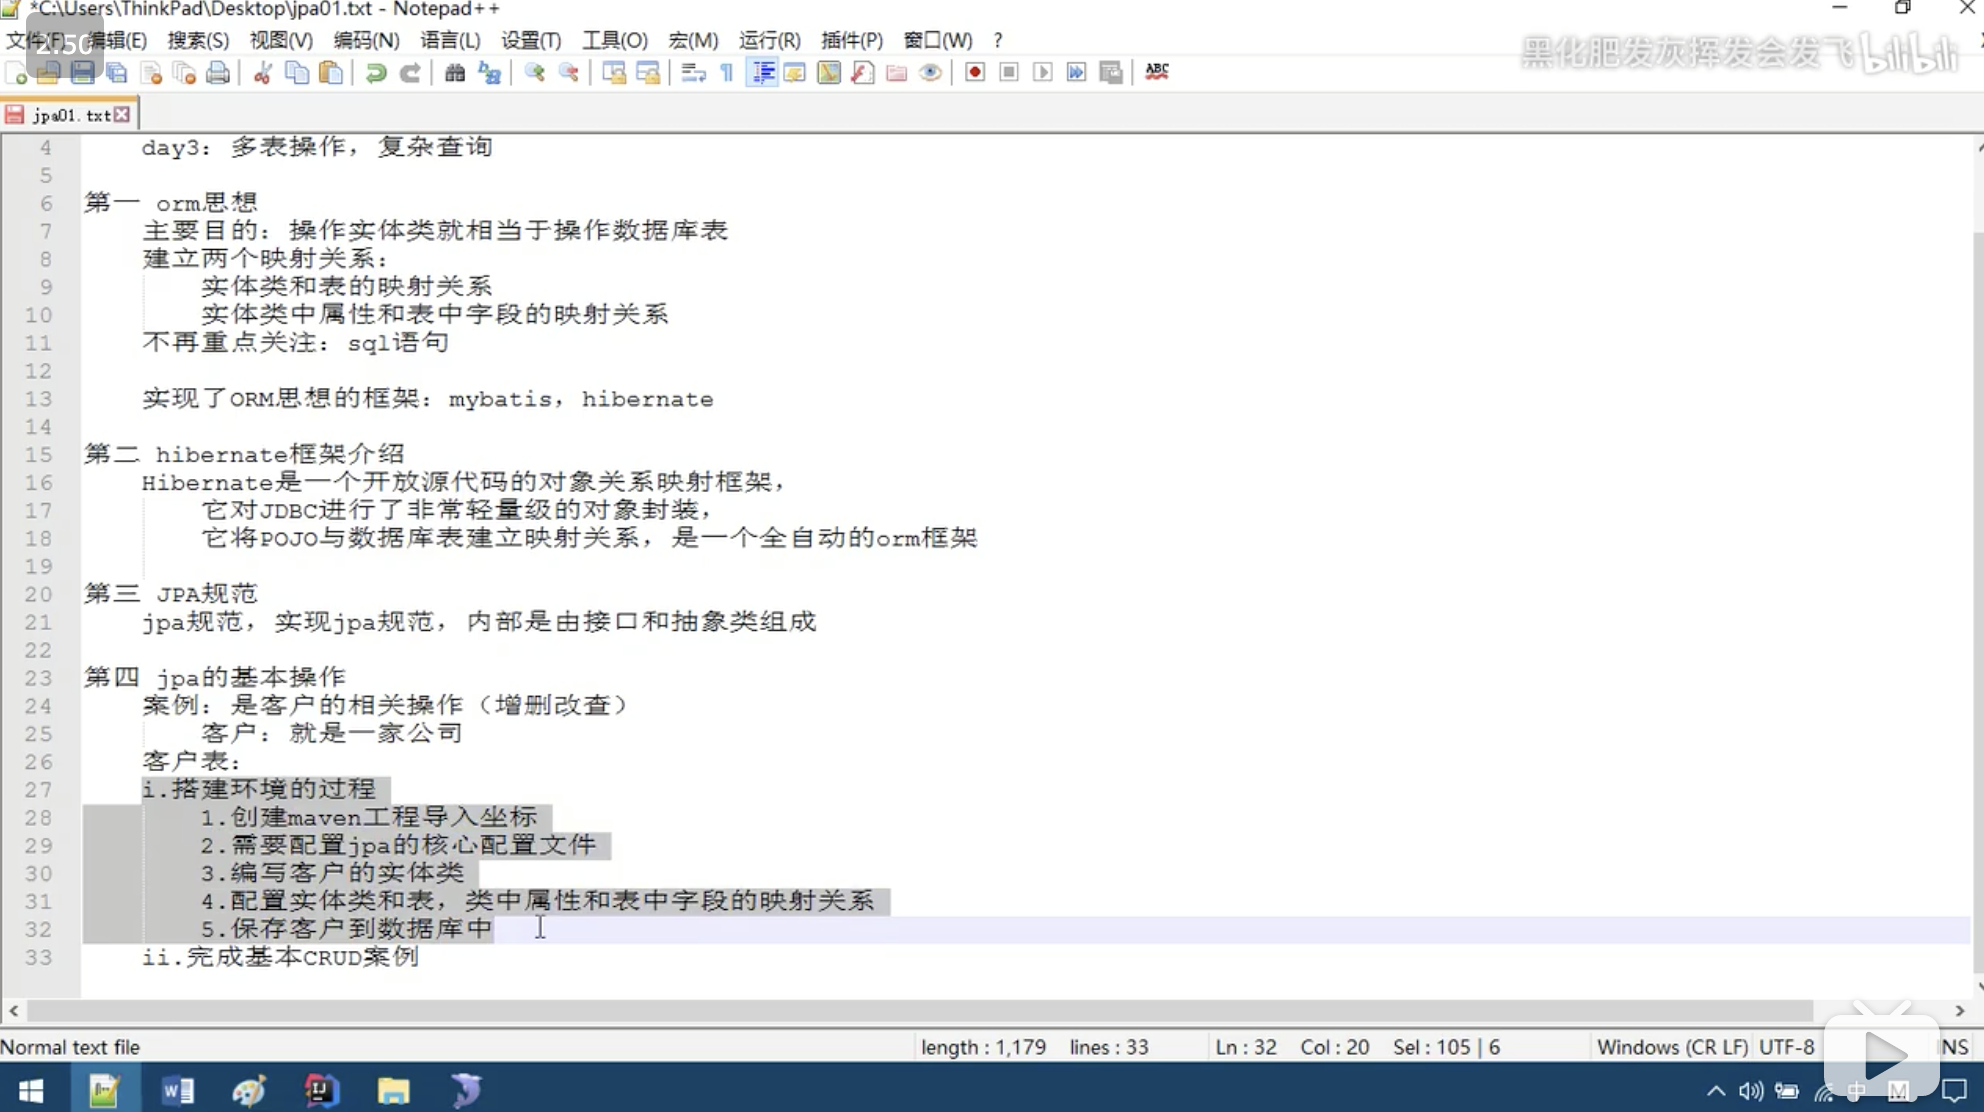 *C:\Users\ThinkPad\Desktop\jpa01.txt - Notepad++
2.50
文件(F) 编辑(E) 搜索(S) 视图(V) 编码(N) 语言(L) 设置(T) 工具(O) 宏(M) 运行(R) 插件(P) 窗口(W) ?
黑化肥发灰挥发会发飞 bilibili
ABC
jpa01.txt
4 day3：多表操作，复杂查询
5
6 第一 orm思想
7 主要目的：操作实体类就相当于操作数据库表
8 建立两个映射关系：
9 实体类和表的映射关系
10 实体类中属性和表中字段的映射关系
11 不再重点关注：sql语句
12
13 实现了ORM思想的框架：mybatis，hibernate
14
15 第二 hibernate框架介绍
16 Hibernate是一个开放源代码的对象关系映射框架，
17 它对JDBC进行了非常轻量级的对象封装，
18 它将POJO与数据库表建立映射关系，是一个全自动的orm框架
19
20 第三 JPA规范
21 jpa规范，实现jpa规范，内部是由接口和抽象类组成
22
23 第四 jpa的基本操作
24 案例：是客户的相关操作（增删改查）
25 客户：就是一家公司
26 客户表：
27 i.搭建环境的过程
28 1.创建maven工程导入坐标
29 2.需要配置jpa的核心配置文件
30 3.编写客户的实体类
31 4.配置实体类和表，类中属性和表中字段的映射关系
32 5.保存客户到数据库中
33 ii.完成基本CRUD案例
Normal text file length : 1,179 lines : 33 Ln : 32 Col : 20 Sel : 105 | 6 Windows (CR LF) UTF-8 INS
中 M